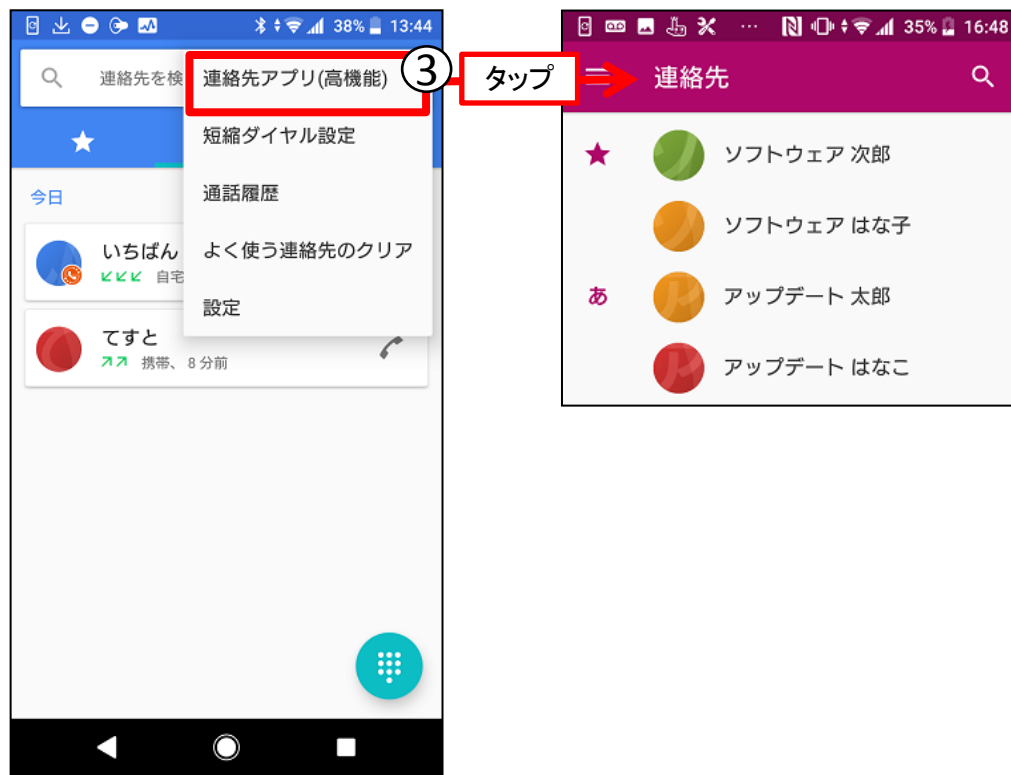 38% 13:44
連絡先を検
連絡先アプリ(高機能)
短縮ダイヤル設定
通話履歴
よく使う連絡先のクリア
設定
今日
いちばん
自宅
てすと
携帯、 8 分前
③
タップ
35% 16:48
連絡先
ソフトウェア 次郎
ソフトウェア はな子
あ
アップデート 太郎
アップデート はなこ